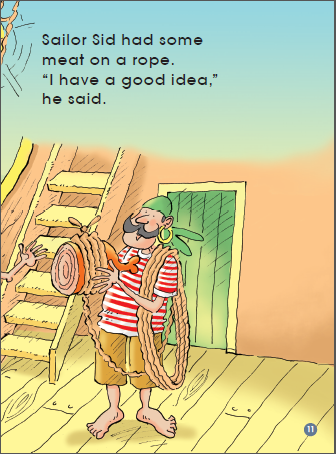 Sailor Sid had some
meat on a rope.
“I have a good idea,”
he said.
11